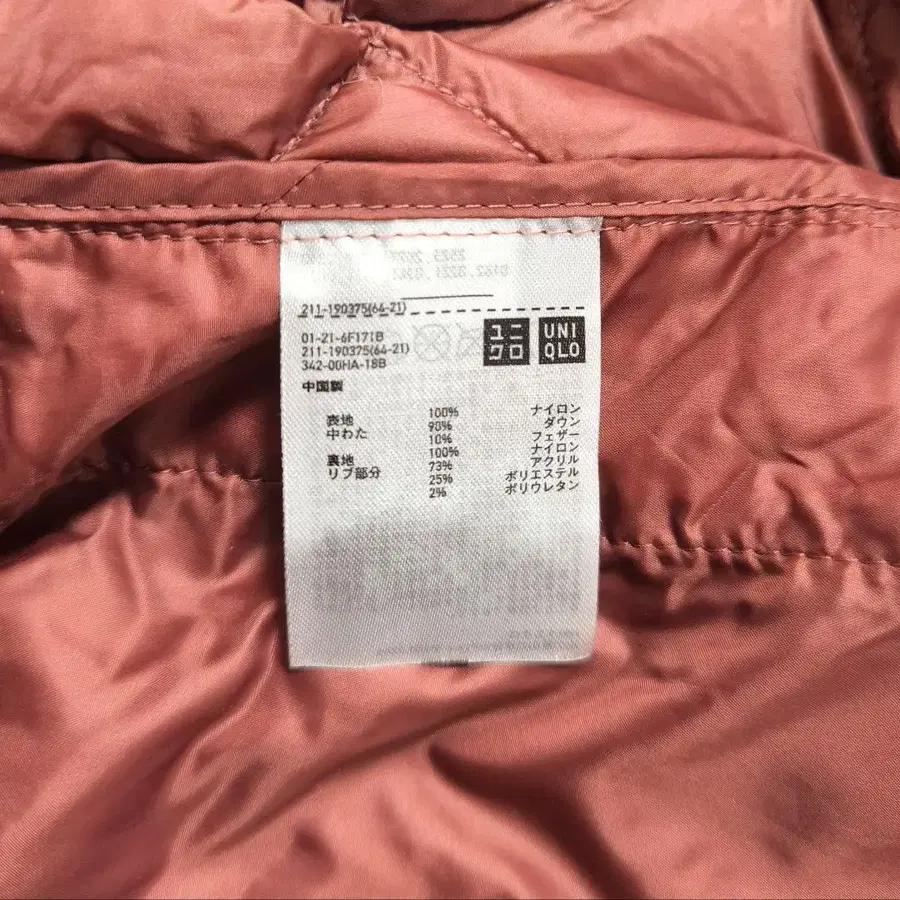 211-190375(64-21)
01-21-6F171B
211-190375(64-21)
342-00HA-18B
ユニクロ
UNIQLO
中国製
表地 100% ナイロン
中わた 90% ダウン
10% フェザー
裏地 100% ナイロン
リブ部分 73% アクリル
25% ポリエステル
2% ポリウレタン